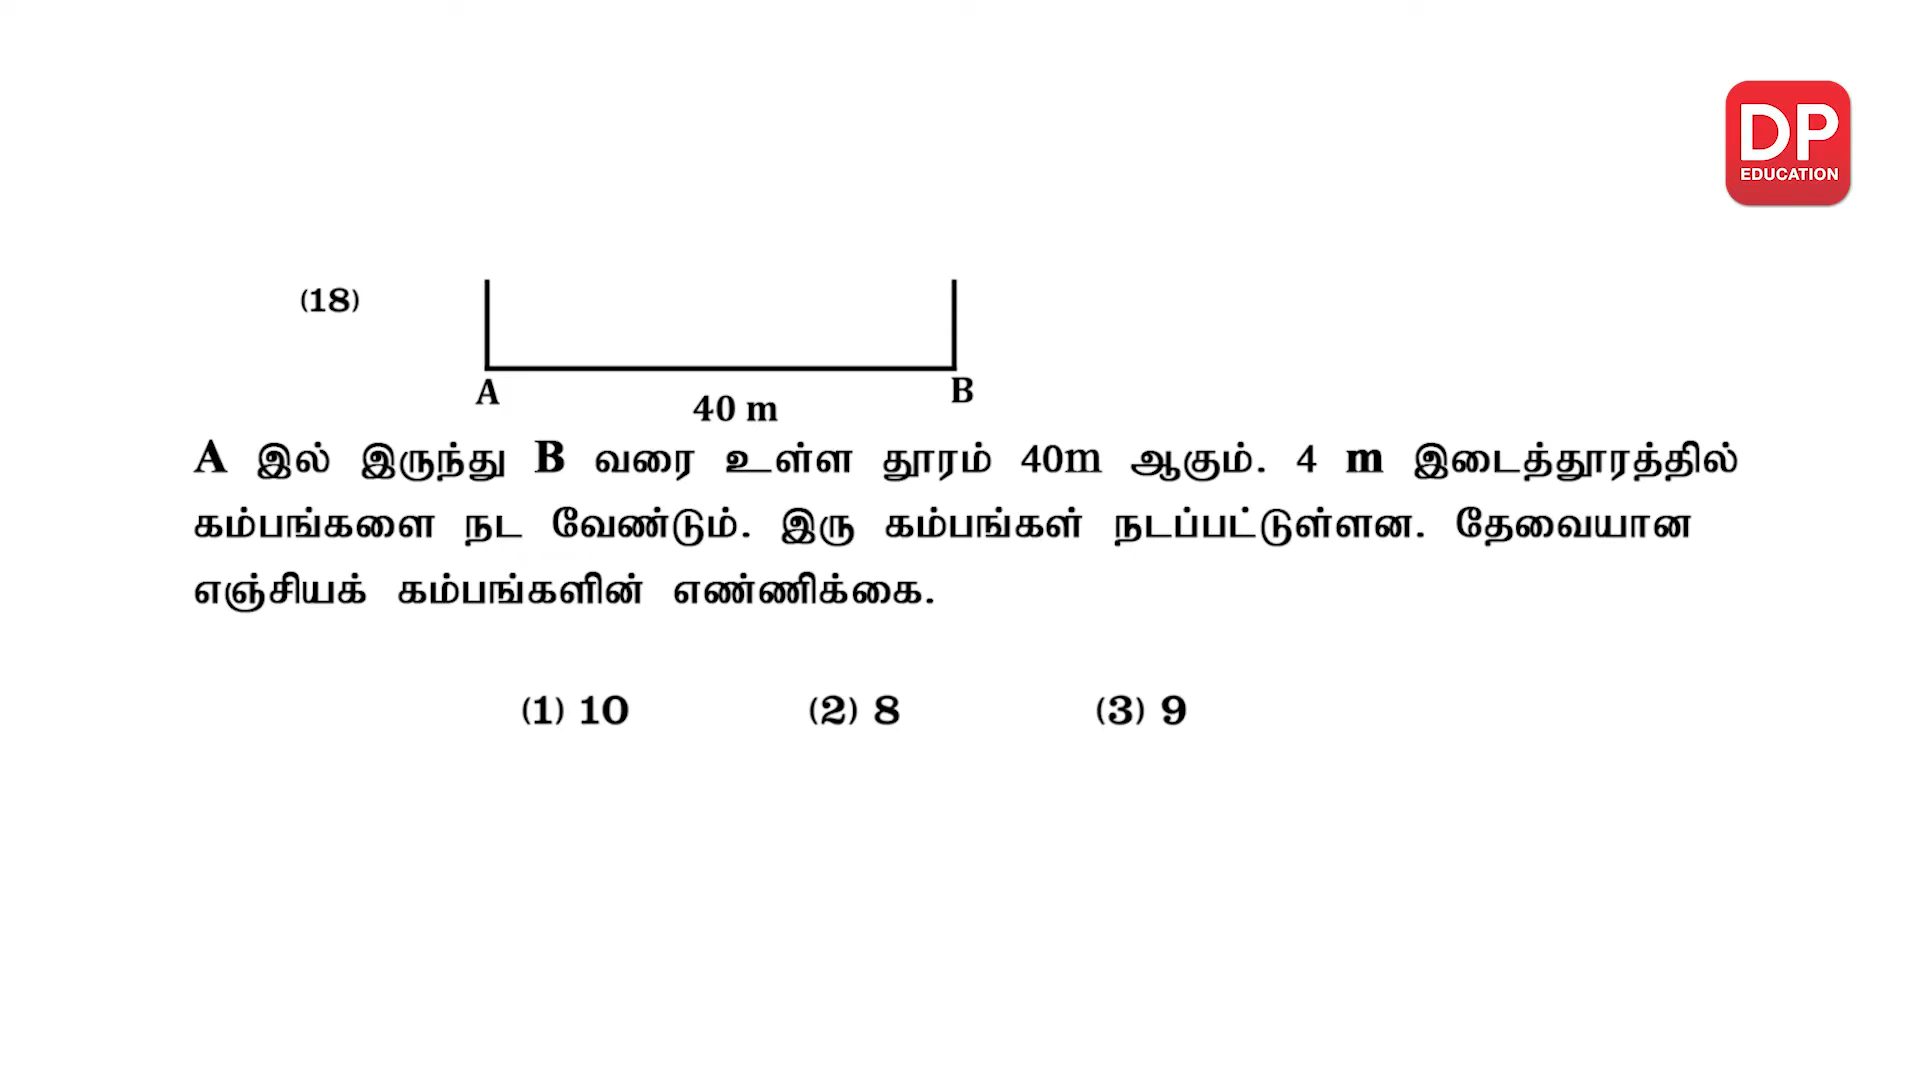 DP
EDUCATION
(18)
A
B
40 m
A இல் இருந்து B வரை உள்ள தூரம் 40m ஆகும். 4 m இடைத்தூரத்தில்
கம்பங்களை நட வேண்டும். இரு கம்பங்கள் நடப்பட்டுள்ளன. தேவையான
எஞ்சியக் கம்பங்களின் எண்ணிக்கை.
(1) 10 (2) 8 (3) 9